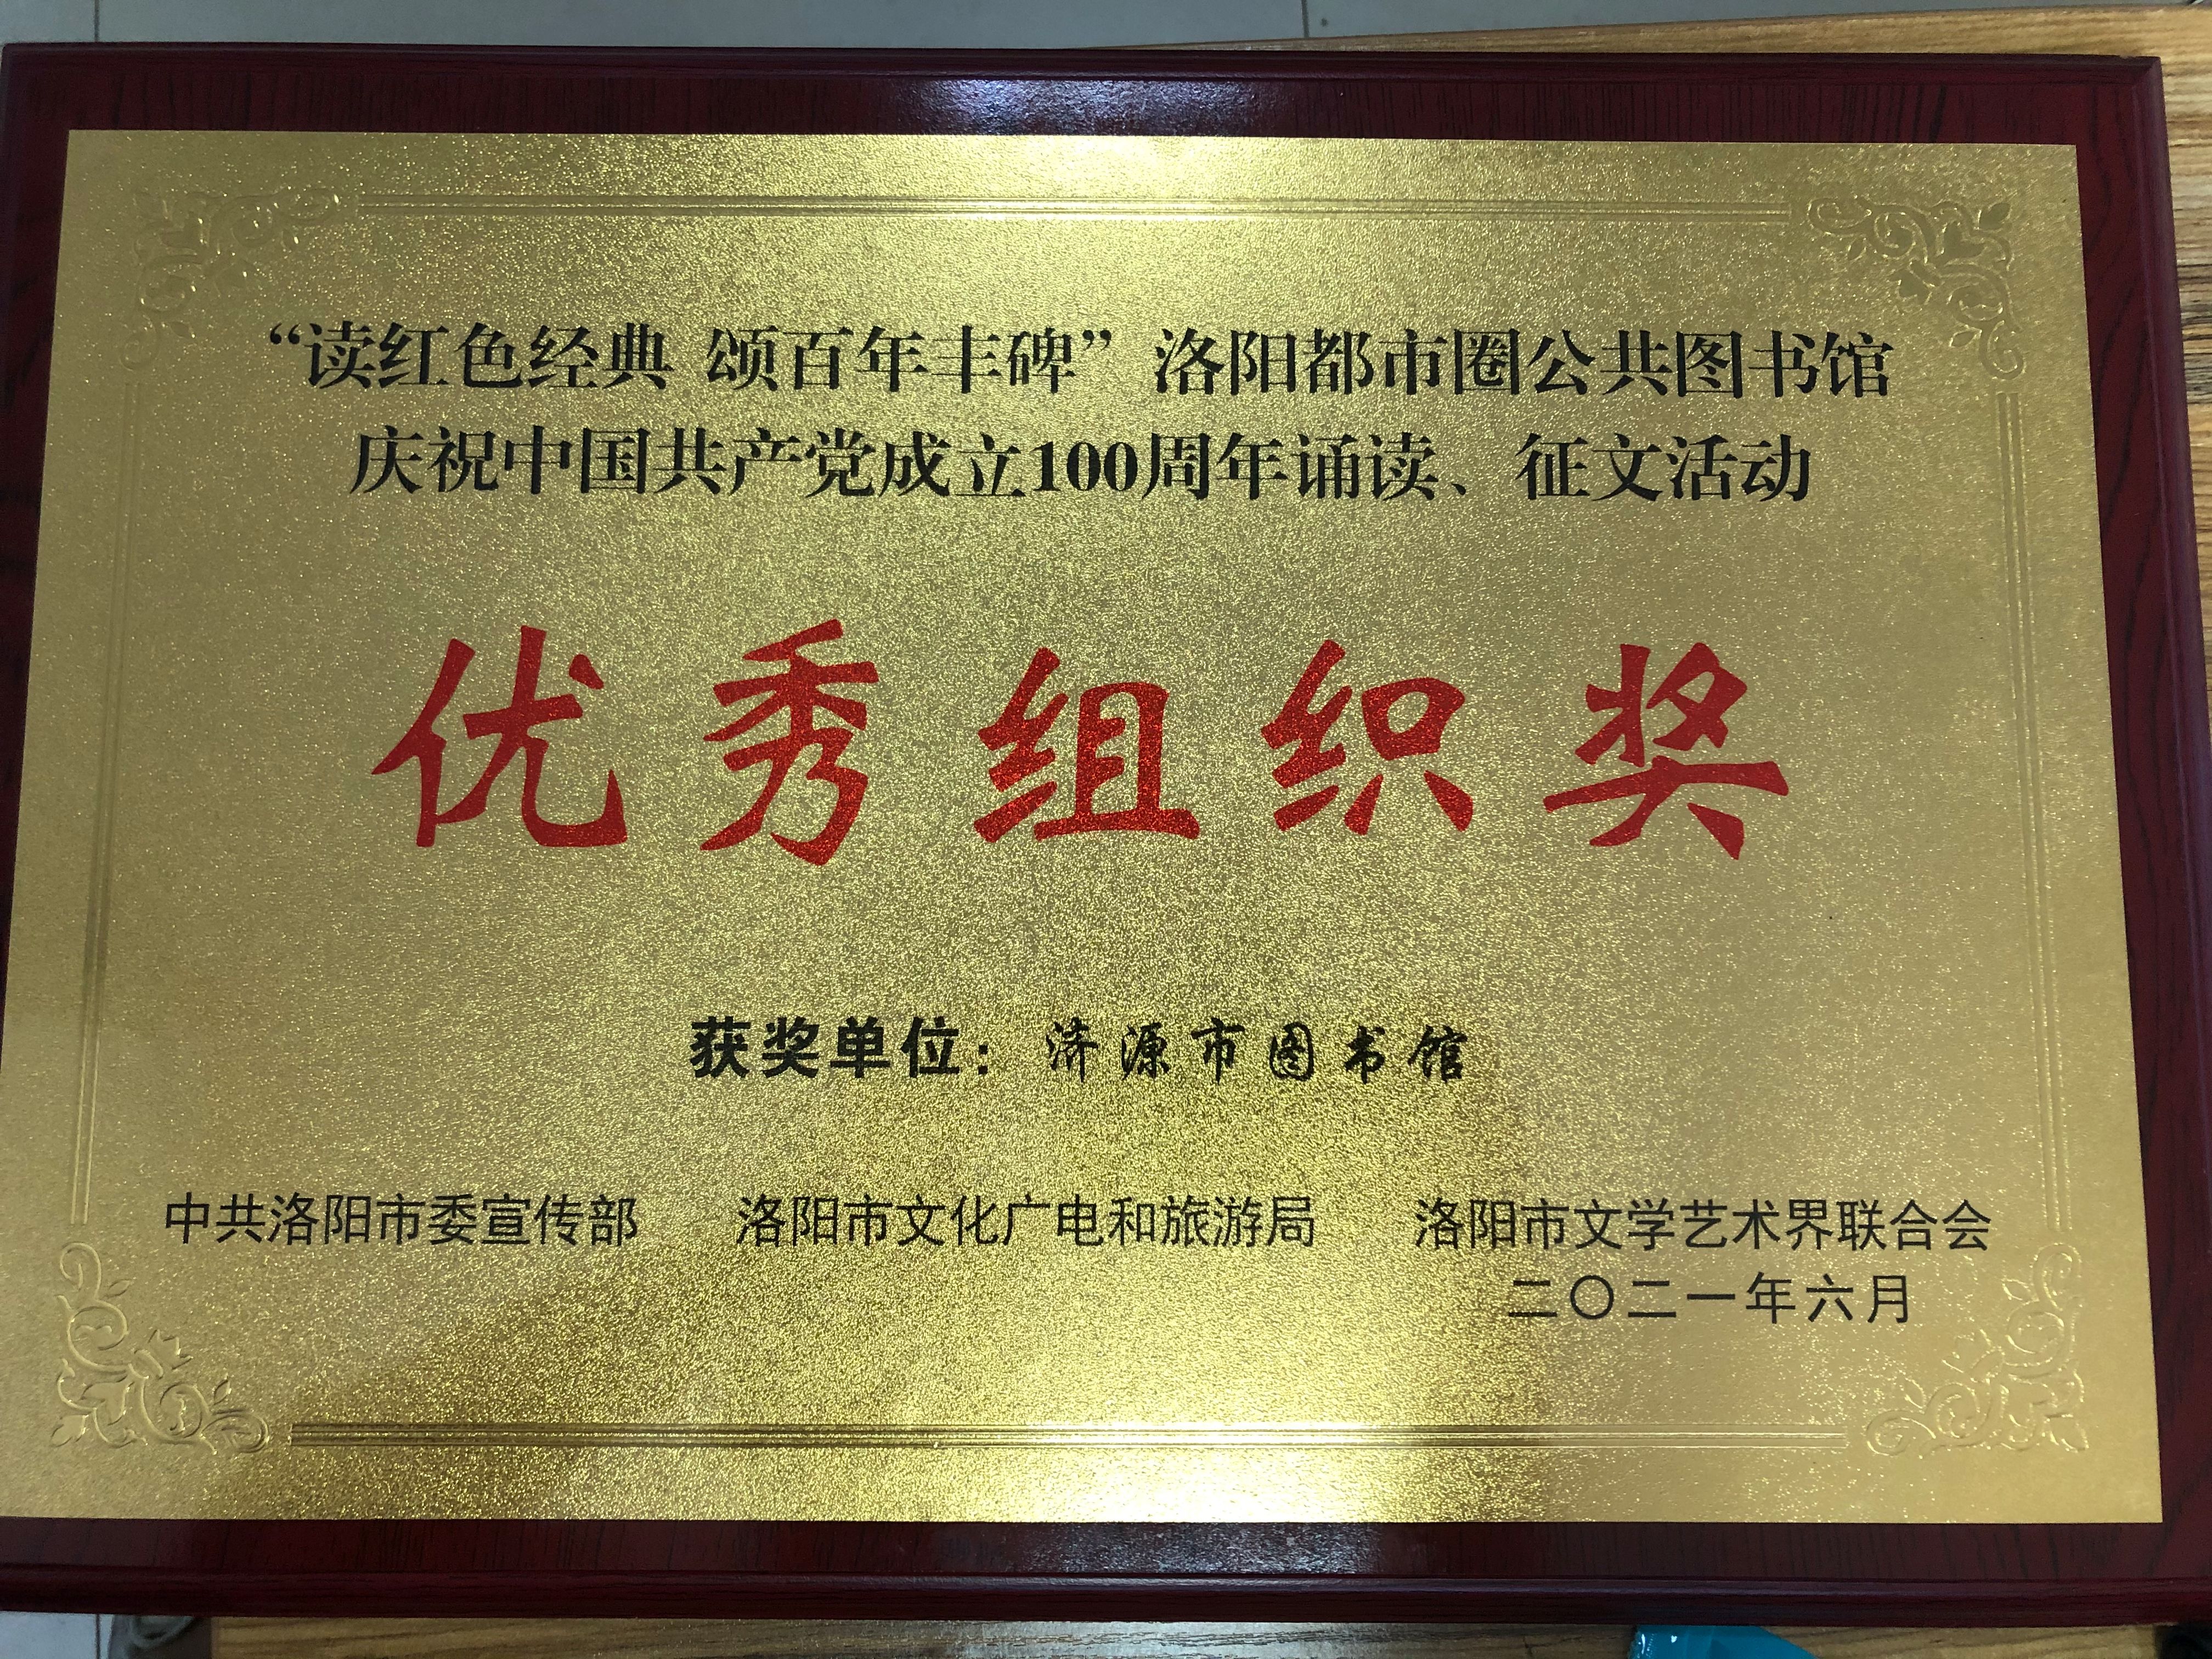 “读红色经典 颂百年丰碑”洛阳都市圈公共图书馆
庆祝中国共产党成立100周年诵读、征文活动
优秀组织奖
获奖单位：济源市图书馆
中共洛阳市委宣传部 洛阳市文化广电和旅游局 洛阳市文学艺术界联合会
二〇二一年六月